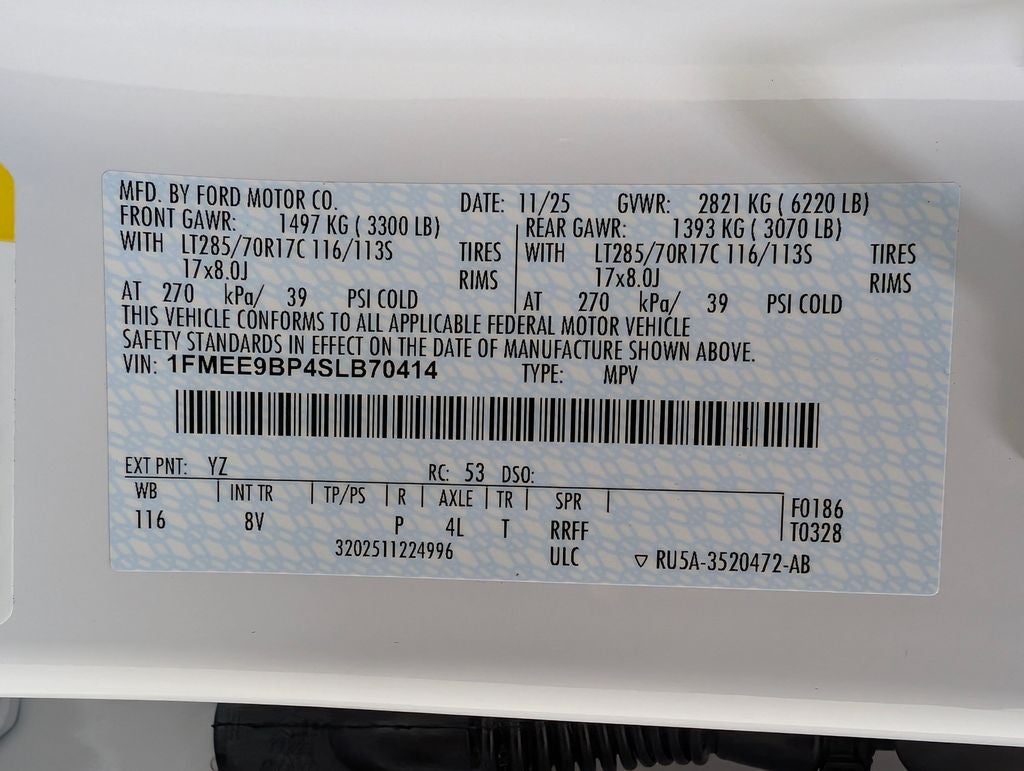 MFD. BY FORD MOTOR CO. DATE: 11/25 GVWR: 2821 KG ( 6220 LB)
FRONT GAWR: 1497 KG ( 3300 LB) REAR GAWR: 1393 KG ( 3070 LB)
WITH LT285/70R17C 116/113S TIRES WITH LT285/70R17C 116/113S TIRES
17x8.0J RIMS 17x8.0J RIMS
AT 270 kPa/ 39 PSI COLD AT 270 kPa/ 39 PSI COLD
THIS VEHICLE CONFORMS TO ALL APPLICABLE FEDERAL MOTOR VEHICLE
SAFETY STANDARDS IN EFFECT ON THE DATE OF MANUFACTURE SHOWN ABOVE.
VIN: 1FMEE9BP4SLB70414 TYPE: MPV
EXT PNT: YZ RC: 53 DSO:
WB INT TR TP/PS R AXLE TR SPR F0186
116 8V P 4L T RRFF T0328
3202511224996 ULC ▽ RU5A-3520472-AB